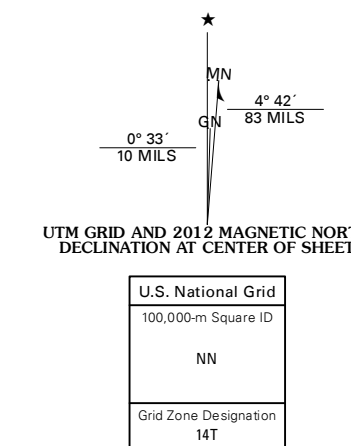 ★
MN
4° 42´
83 MILS
GN
0° 33´
10 MILS
UTM GRID AND 2012 MAGNETIC NORT
DECLINATION AT CENTER OF SHEET
U.S. National Grid
100,000-m Square ID
NN
Grid Zone Designation
14T